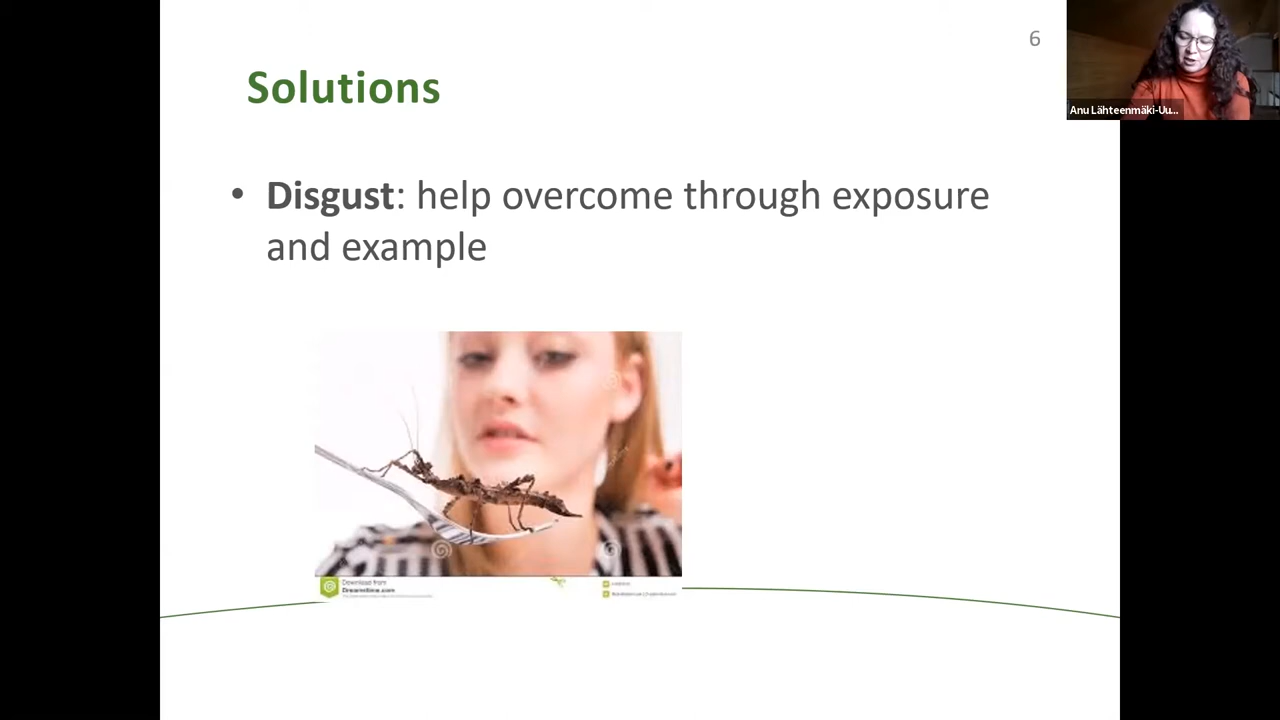 6
Anu Lähteenmäki-Uu...
Solutions
• Disgust: help overcome through exposure
and example
Download from
Dreamstime.com